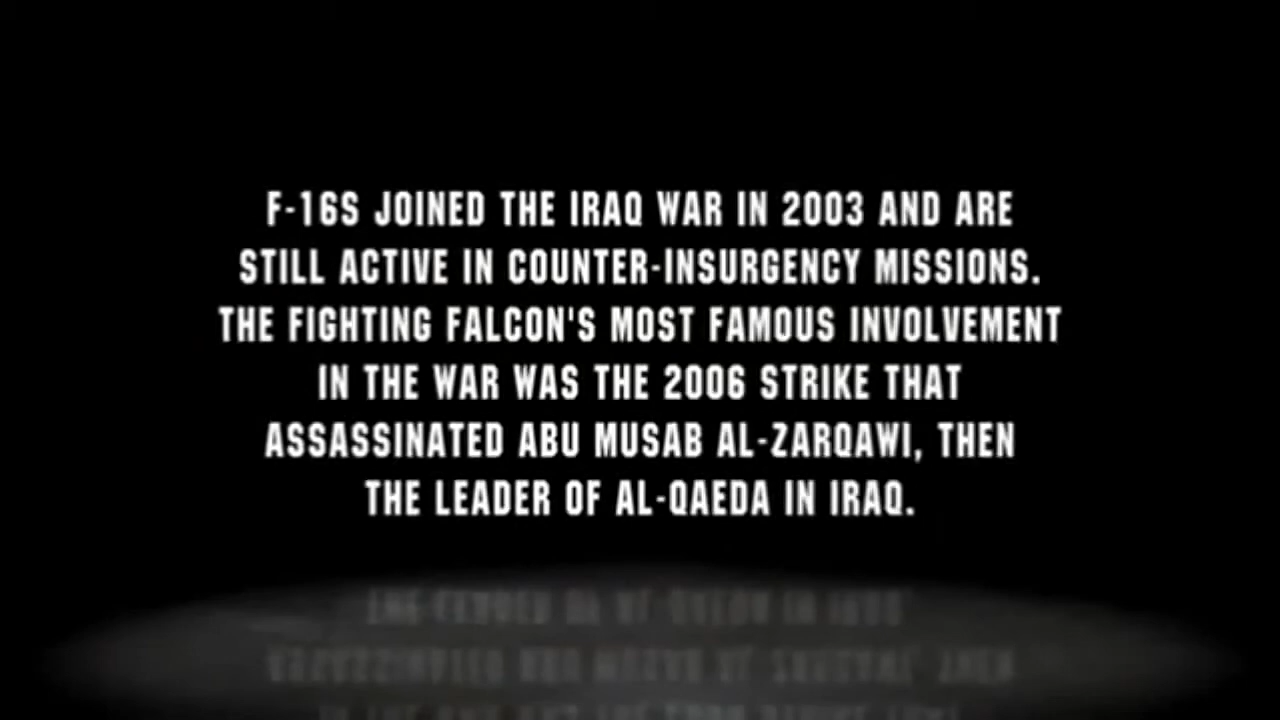 F-16S JOINED THE IRAQ WAR IN 2003 AND ARE
STILL ACTIVE IN COUNTER-INSURGENCY MISSIONS.
THE FIGHTING FALCON'S MOST FAMOUS INVOLVEMENT
IN THE WAR WAS THE 2006 STRIKE THAT
ASSASSINATED ABU MUSAB AL-ZARQAWI, THEN
THE LEADER OF AL-QAEDA IN IRAQ.